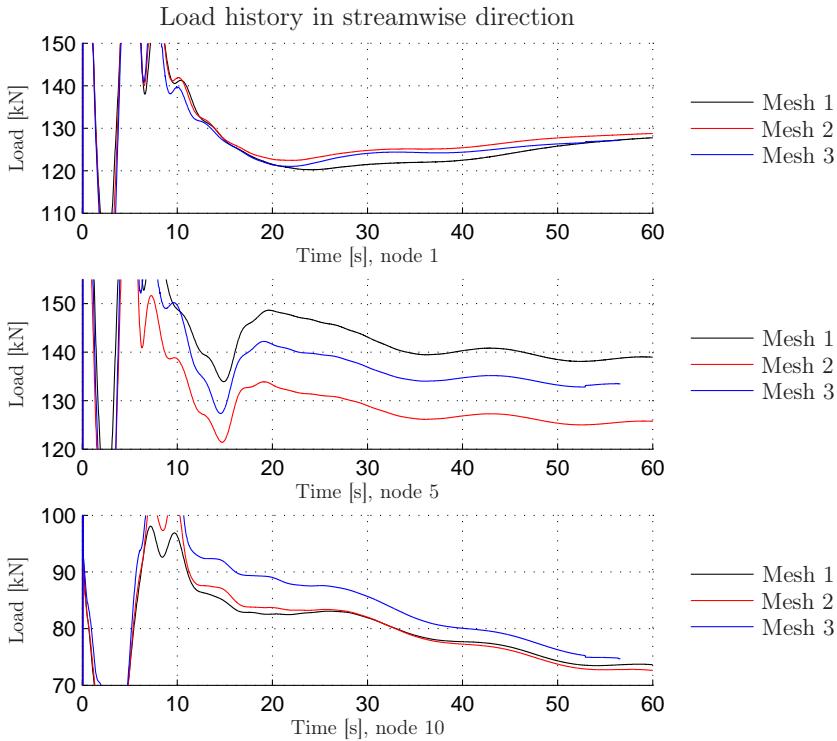 Load history in streamwise direction
Load [kN]
150
140
130
120
110
0 10 20 30 40 50 60
Time [s], node 1
Mesh 1
Mesh 2
Mesh 3
Load [kN]
150
140
130
120
0 10 20 30 40 50 60
Time [s], node 5
Mesh 1
Mesh 2
Mesh 3
Load [kN]
100
90
80
70
0 10 20 30 40 50 60
Time [s], node 10
Mesh 1
Mesh 2
Mesh 3